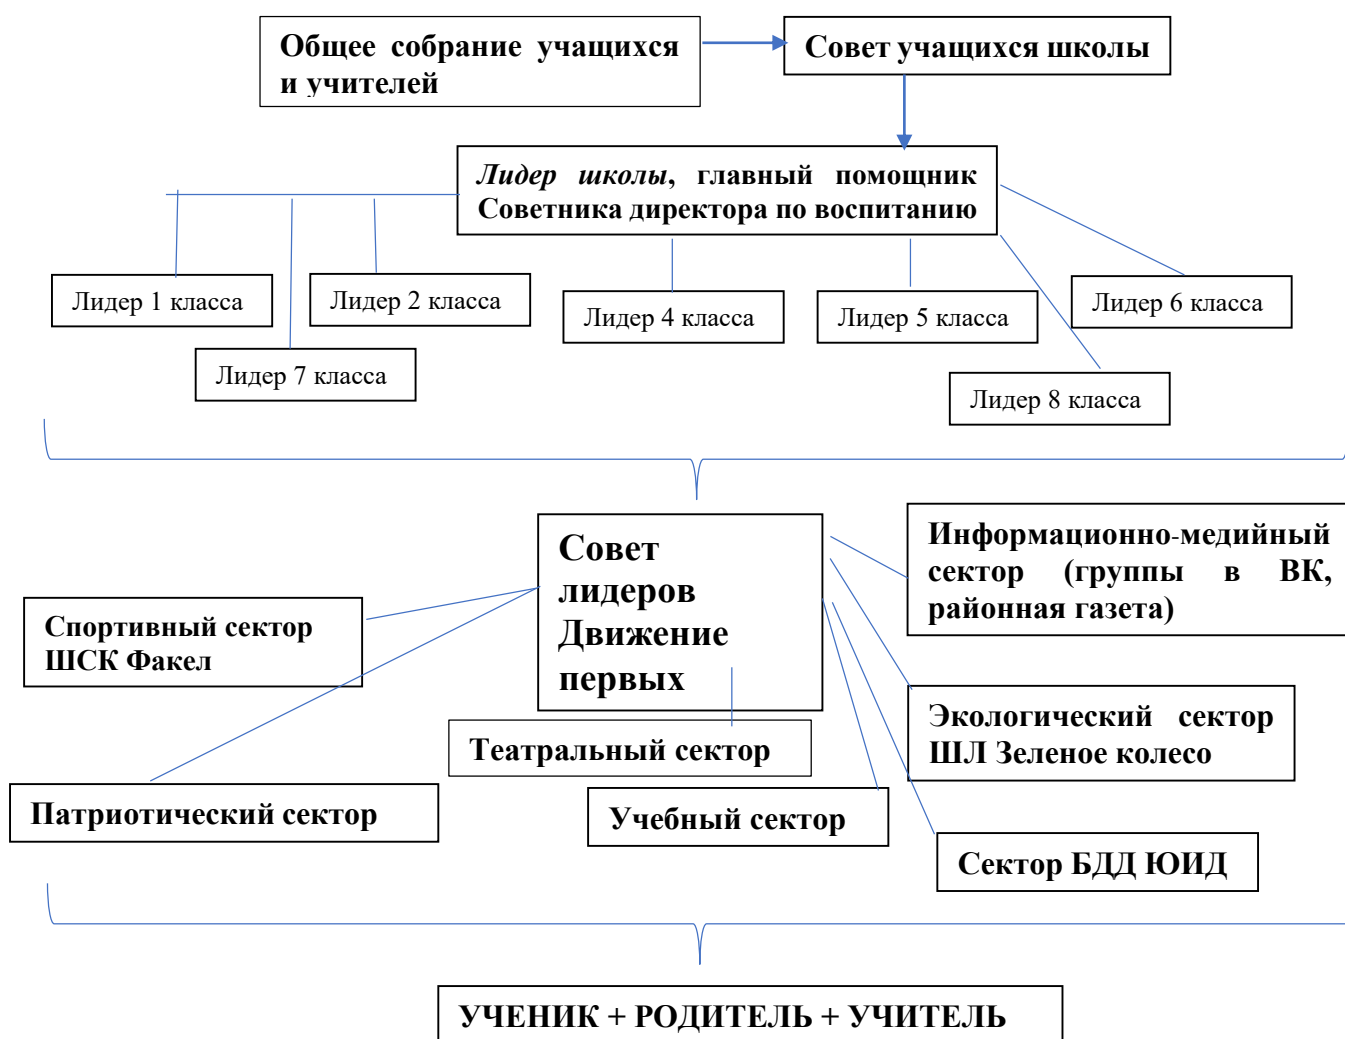 Общее собрание учащихся
и учителей
Совет учащихся школы
Лидер школы, главный помощник
Советника директора по воспитанию
Лидер 1 класса
Лидер 2 класса
Лидер 4 класса
Лидер 5 класса
Лидер 6 класса
Лидер 7 класса
Лидер 8 класса
Совет
лидеров
Движение
первых
Информационно-медийный
сектор (группы в ВК,
районная газета)
Спортивный сектор
ШСК Факел
Экологический сектор
ШЛ Зеленое колесо
Театральный сектор
Патриотический сектор
Учебный сектор
Сектор БДД ЮИД
УЧЕНИК + РОДИТЕЛЬ + УЧИТЕЛЬ